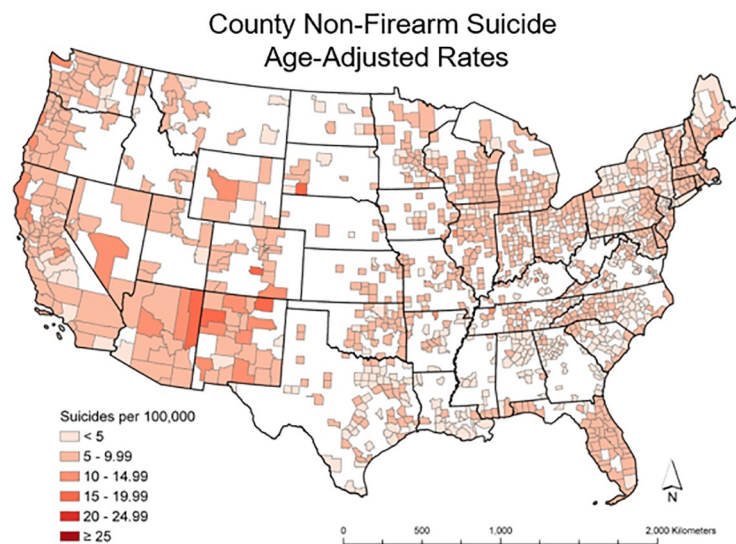 County Non-Firearm Suicide
Age-Adjusted Rates
Suicides per 100,000
< 5
5 - 9.99
10 - 14.99
15 - 19.99
20 - 24.99
≥ 25
N
0 500 1,000 2,000 Kilometers